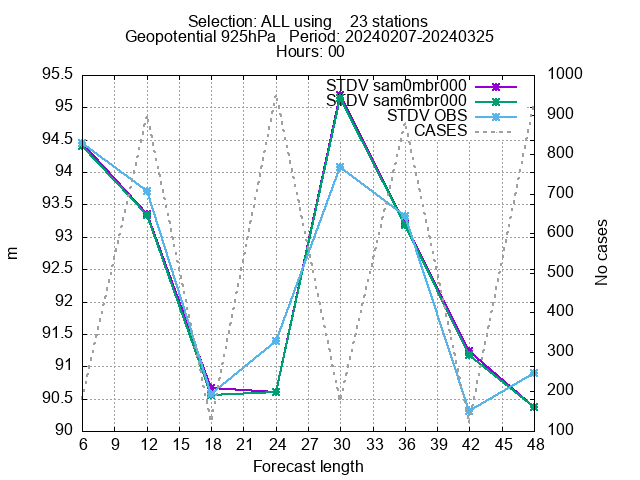 Selection: ALL using 23 stations
Geopotential 925hPa Period: 20240207-20240325
Hours: 00
STDV sam0mbr000
STDV sam6mbr000
STDV OBS
CASES
95.5
95
94.5
94
93.5
93
92.5
92
91.5
91
90.5
90
m
1000
900
800
700
600
500
400
300
200
100
No cases
6 9 12 15 18 21 24 27 30 33 36 39 42 45 48
Forecast length